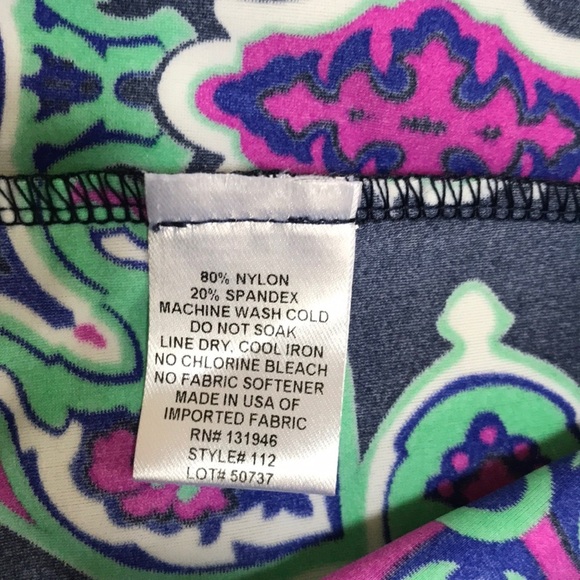 80% NYLON
20% SPANDEX
MACHINE WASH COLD
DO NOT SOAK
LINE DRY, COOL IRON
NO CHLORINE BLEACH
NO FABRIC SOFTENER
MADE IN USA OF
IMPORTED FABRIC
RN# 131946
STYLE# 112
LOT# 50737